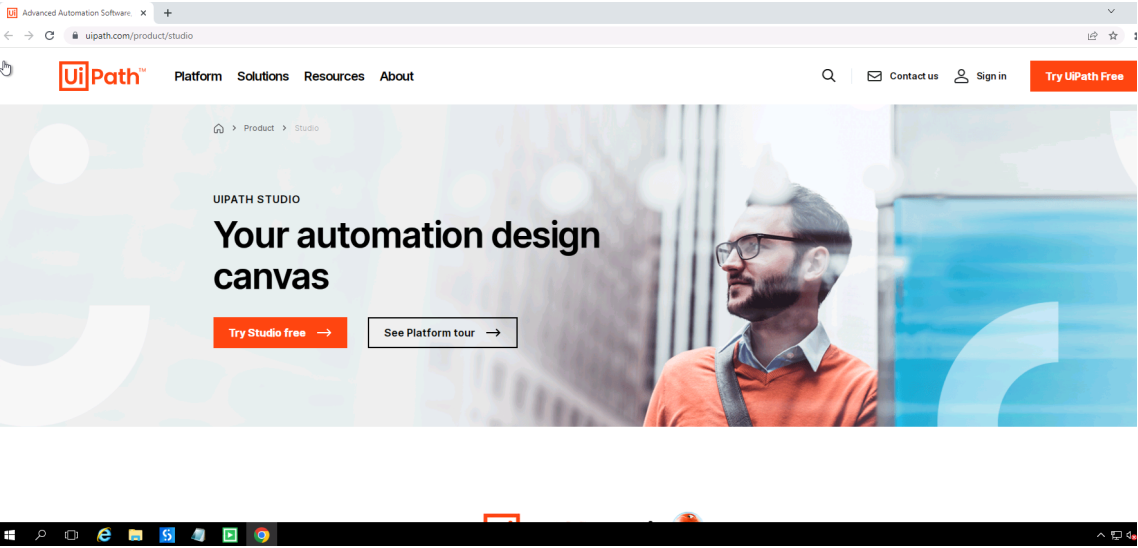 Ui Advanced Automation Software,
uipath.com/product/studio
UiPath™ Platform Solutions Resources About Contact us Sign in Try UiPath Free
Product > Studio
UIPATH STUDIO
Your automation design
canvas
Try Studio free → See Platform tour →